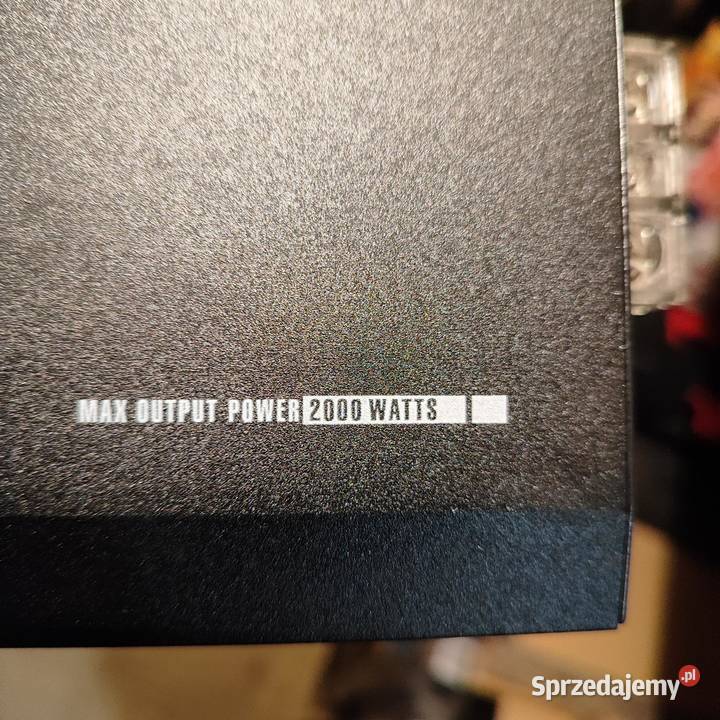 MAX OUTPUT POWER 2000 WATTS
Sprzedajemy.pl